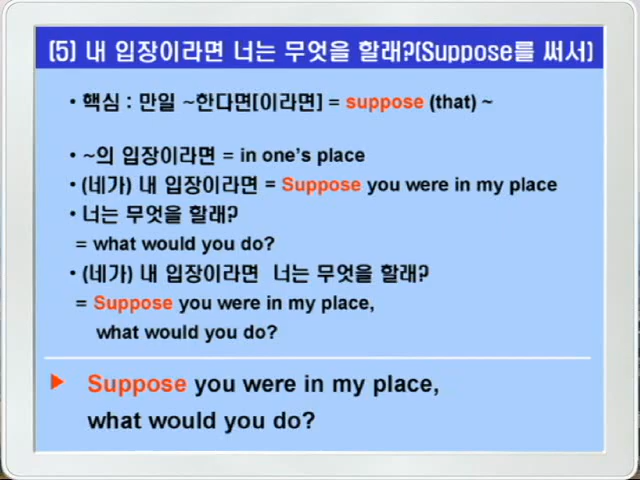 (5) 내 입장이라면 너는 무엇을 할래?(Suppose를 써서)
• 핵심 : 만일 ~한다면[이라면] = suppose (that) ~
• ~의 입장이라면 = in one's place
• (네가) 내 입장이라면 = Suppose you were in my place
• 너는 무엇을 할래?
= what would you do?
• (네가) 내 입장이라면 너는 무엇을 할래?
= Suppose you were in my place,
what would you do?
▶ Suppose you were in my place,
what would you do?